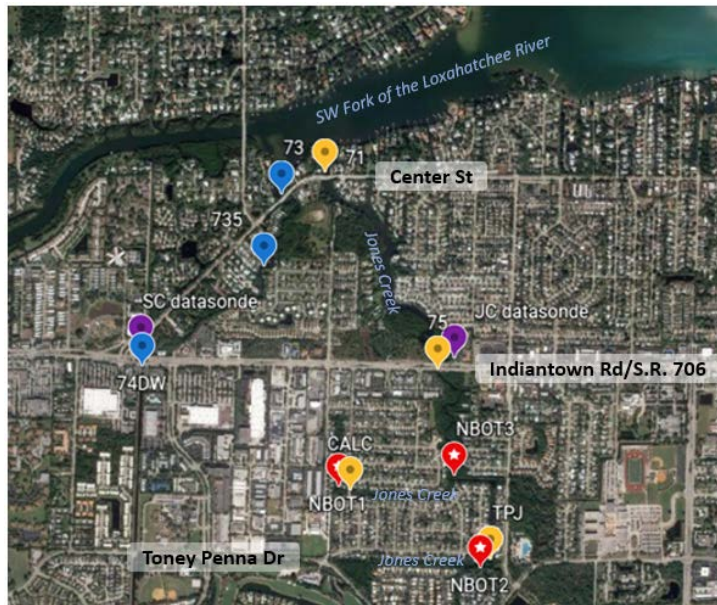 SW Fork of the Loxahatchee River
73
71
Center St
735
Jones Creek
SC datasonde
JC datasonde
75
Indiantown Rd/S.R. 706
74DW
NBOT3
CALC
NBOT1
Jones Creek
TPJ
Toney Penna Dr
Jones Creek
NBOT2